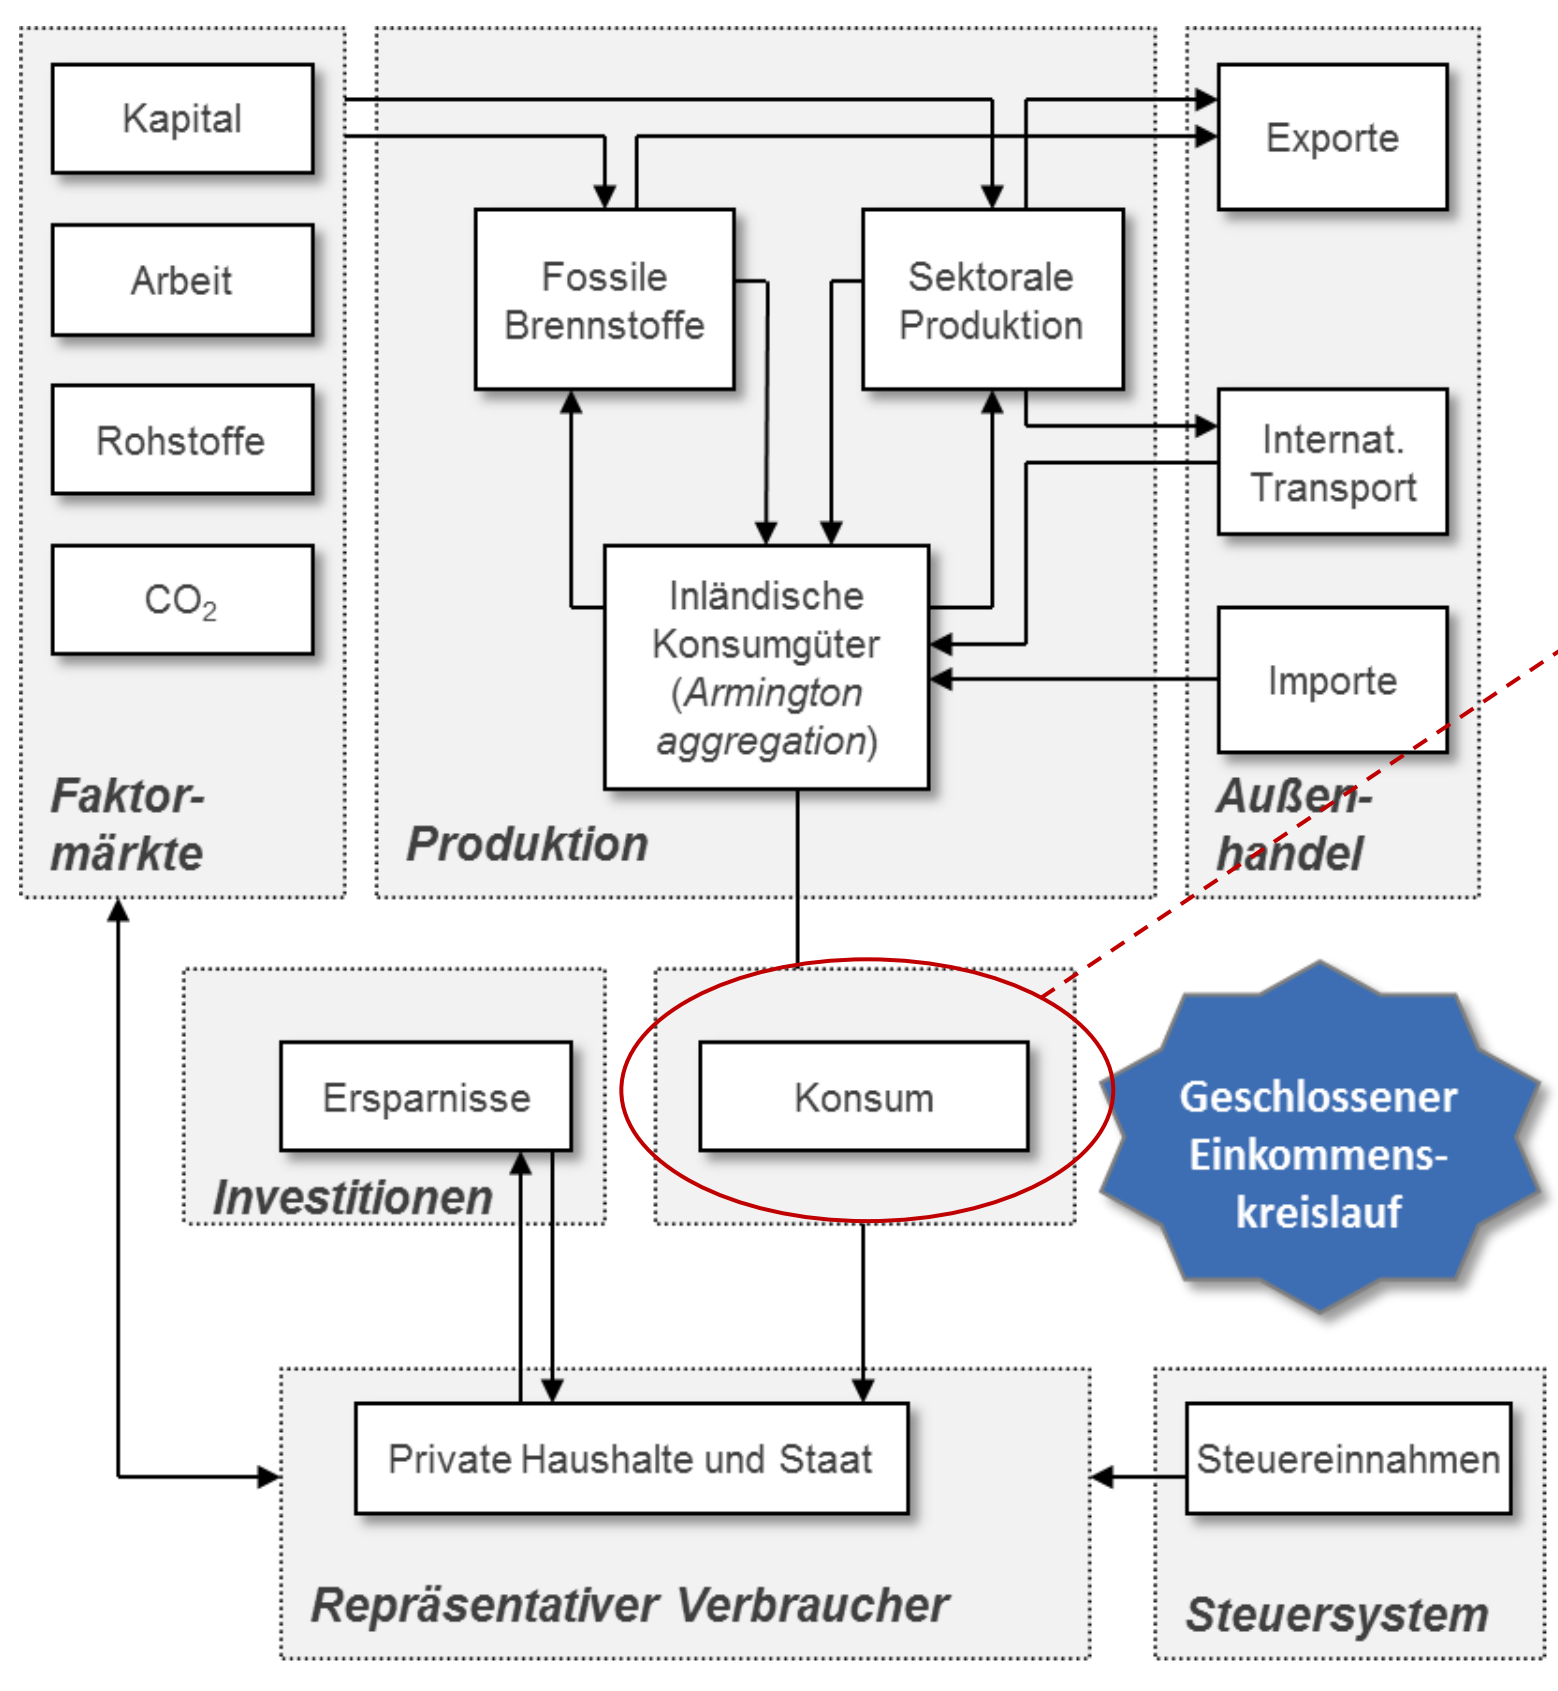 Kapital
Arbeit
Rohstoffe
CO₂
Faktor-
märkte
Fossile
Brennstoffe
Sektorale
Produktion
Inländische
Konsumgüter
(Armington
aggregation)
Produktion
Exporte
Internat.
Transport
Importe
Außen-
handel
Ersparnisse
Investitionen
Konsum
Geschlossener
Einkommens-
kreislauf
Private Haushalte und Staat
Repräsentativer Verbraucher
Steuereinnahmen
Steuersystem